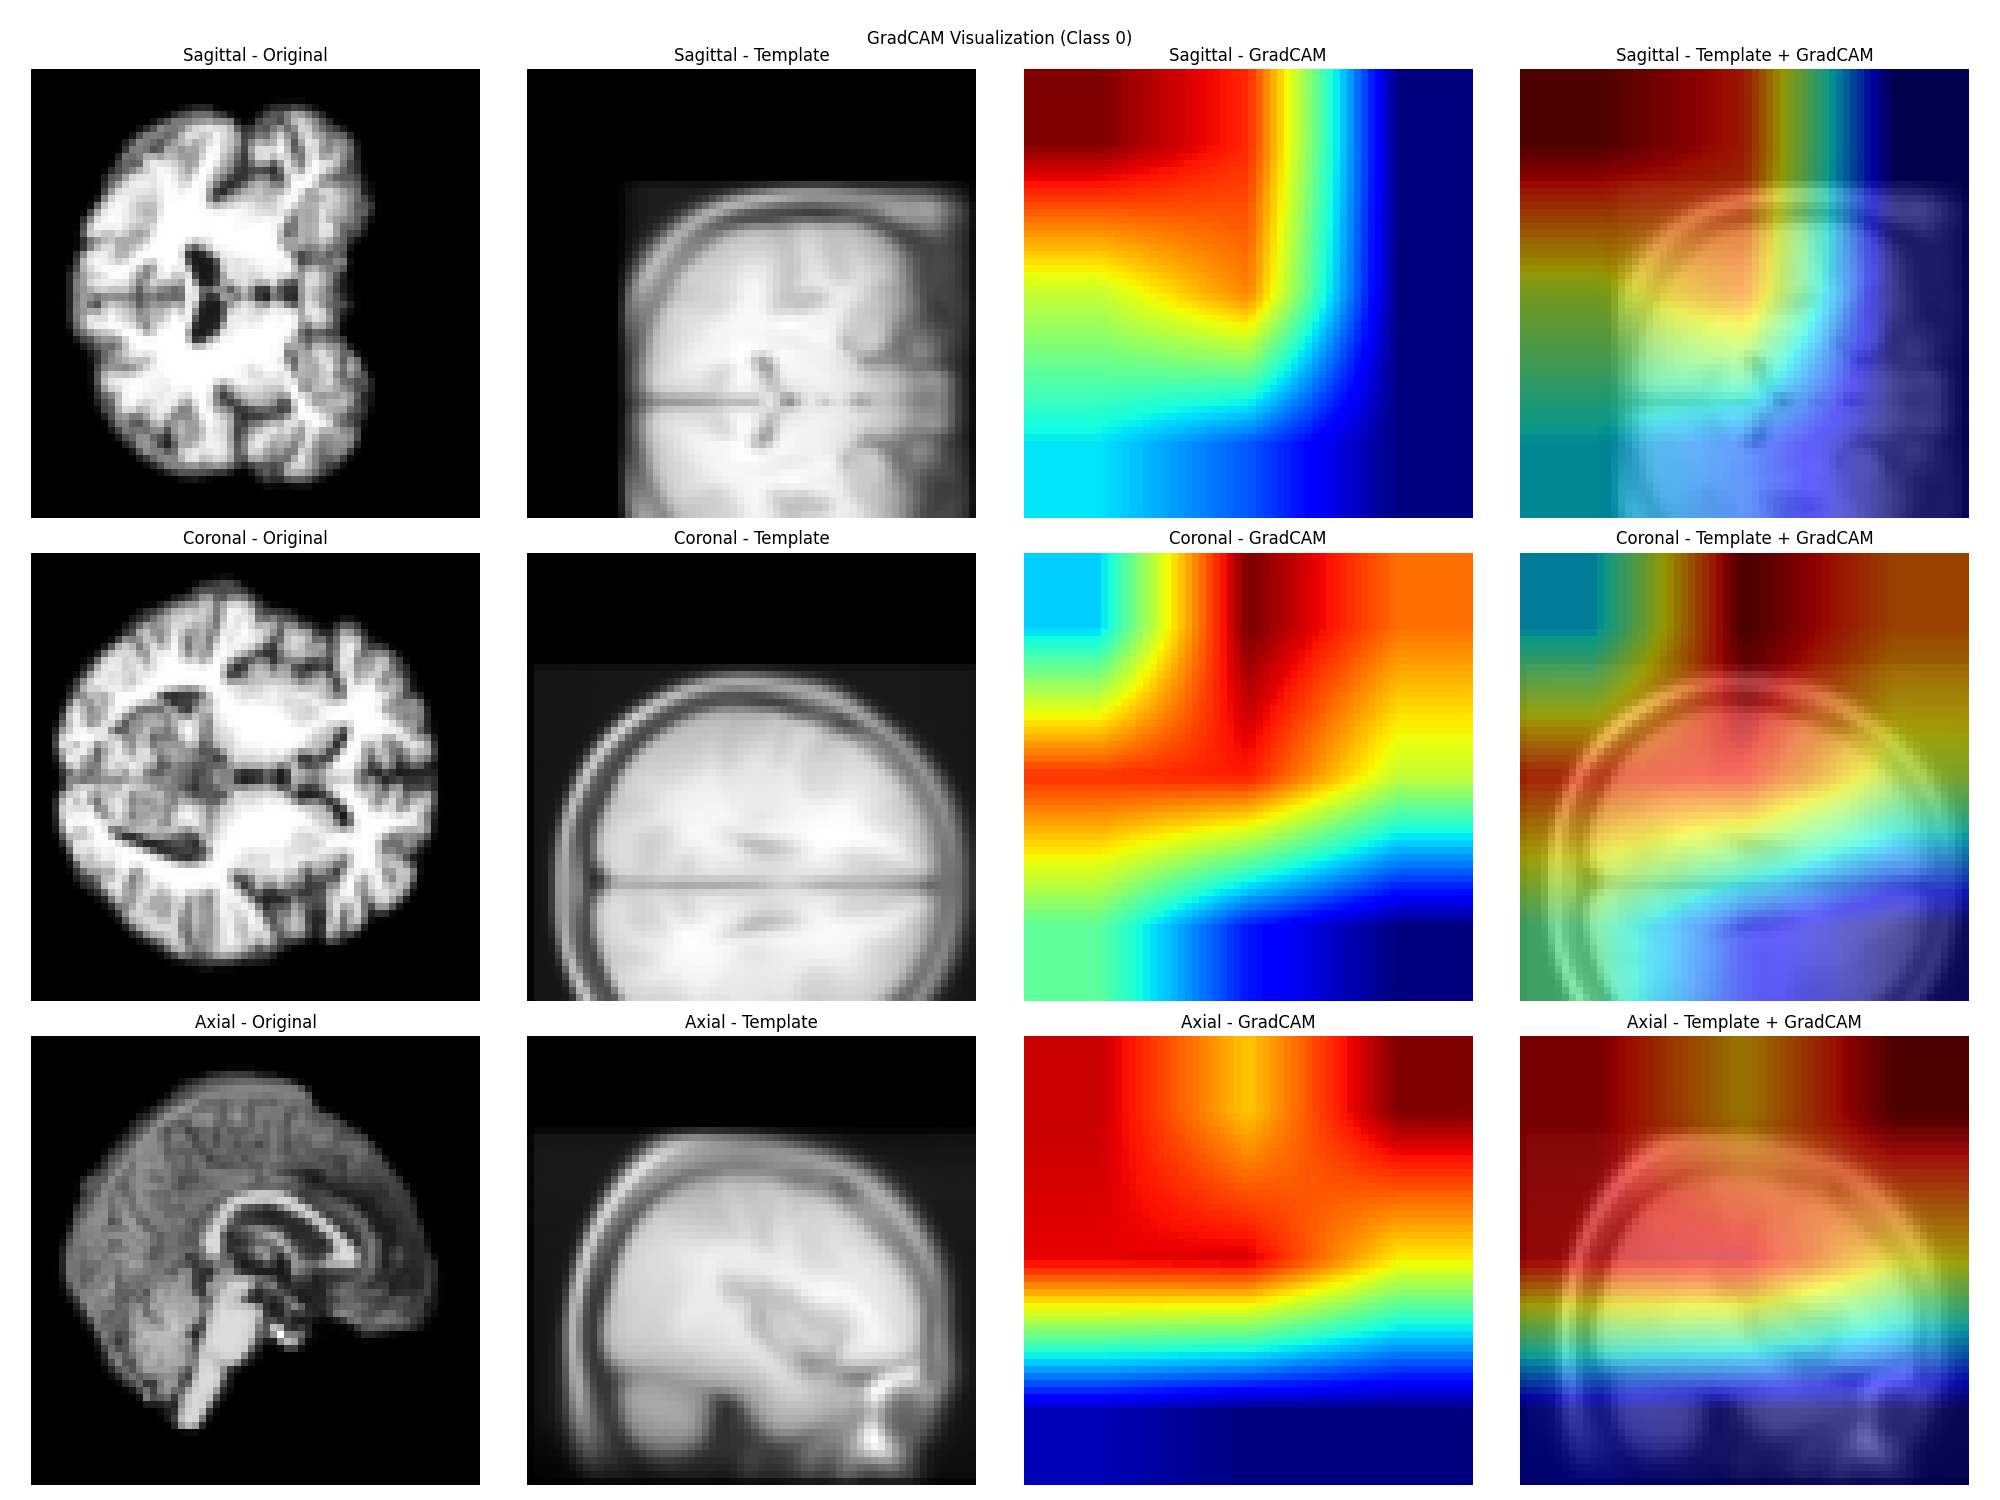 GradCAM Visualization (Class 0)
Sagittal - Original
Sagittal - Template
Sagittal - GradCAM
Sagittal - Template + GradCAM
Coronal - Original
Coronal - Template
Coronal - GradCAM
Coronal - Template + GradCAM
Axial - Original
Axial - Template
Axial - GradCAM
Axial - Template + GradCAM